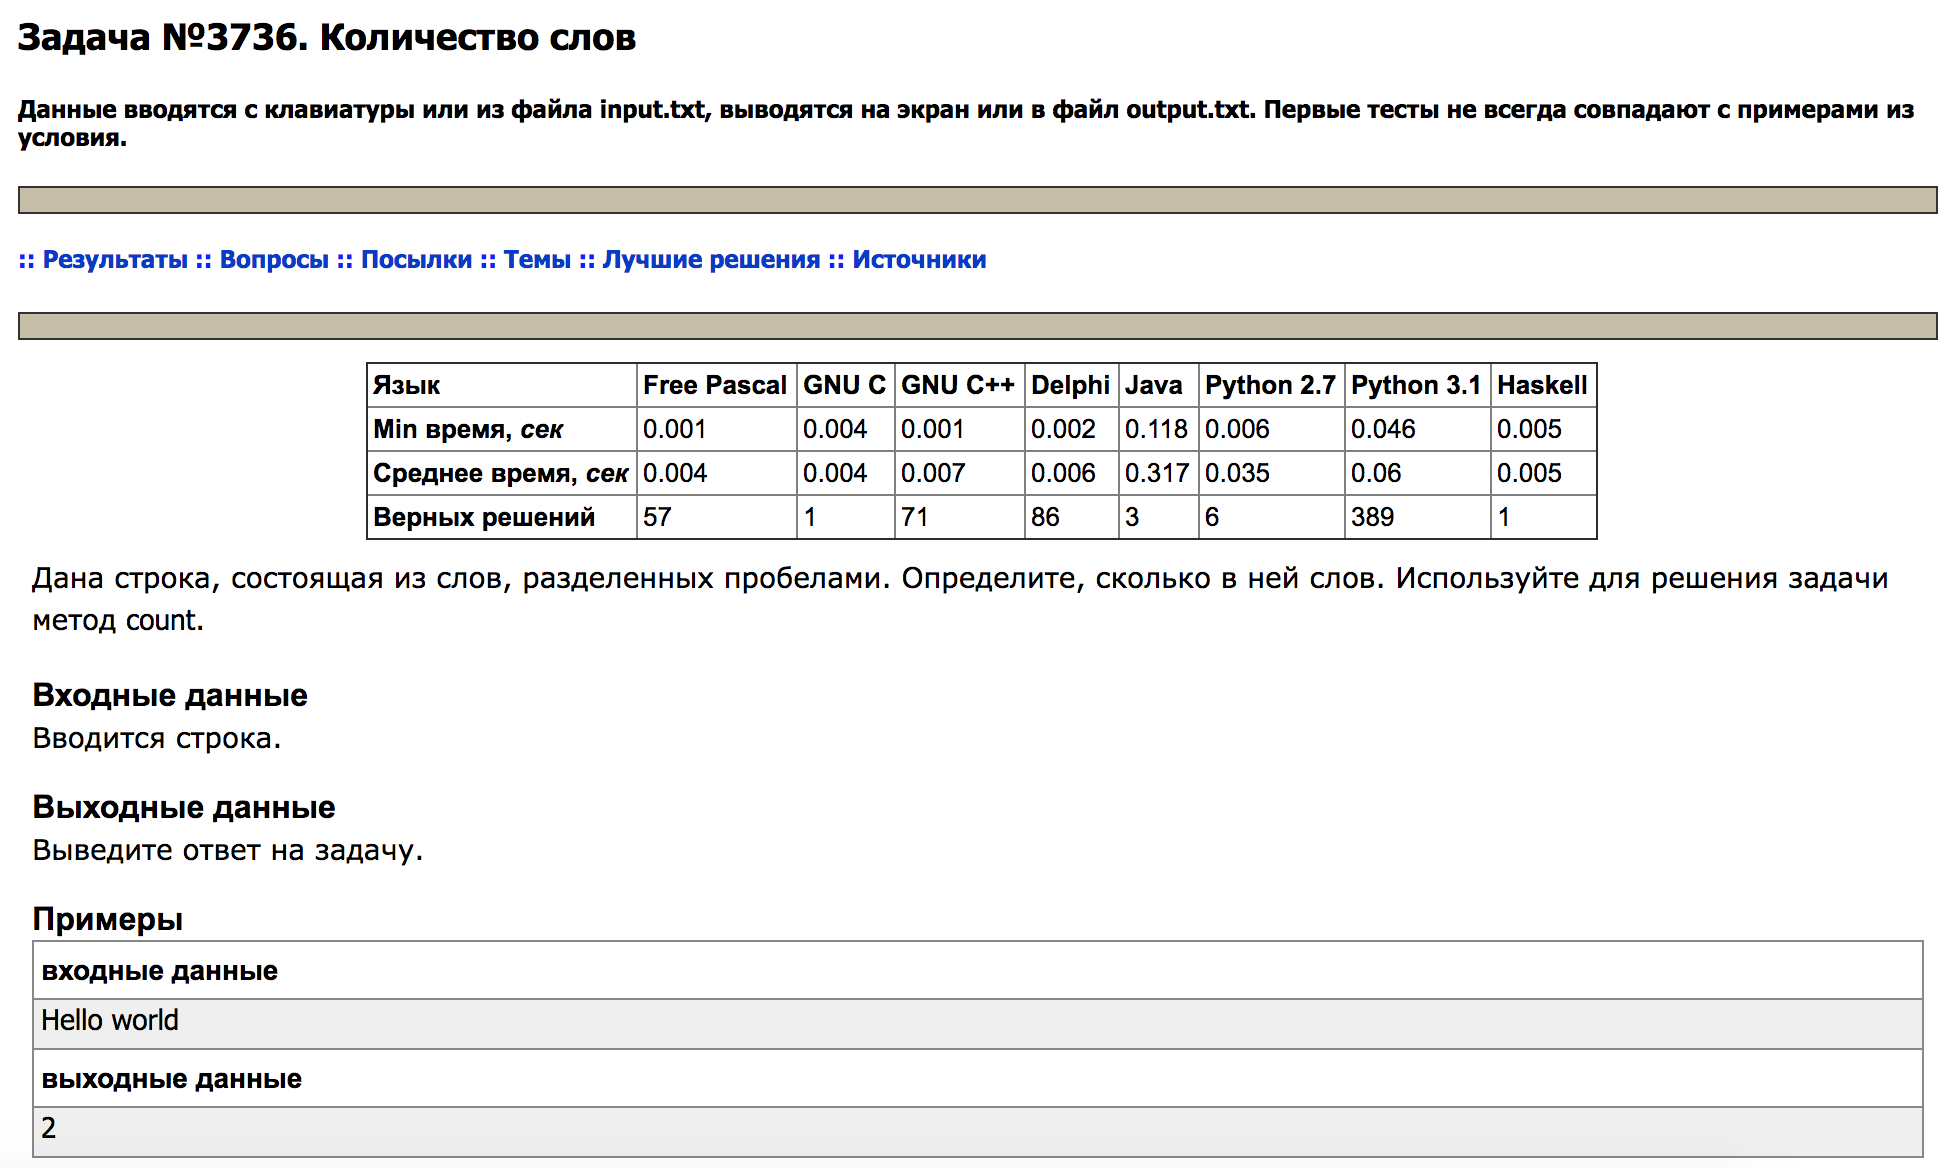 Задача №3736. Количество слов
Данные вводятся с клавиатуры или из файла input.txt, выводятся на экран или в файл output.txt. Первые тесты не всегда совпадают с примерами из
условия.
:: Результаты :: Вопросы :: Посылки :: Темы :: Лучшие решения :: Источники
Язык Free Pascal GNU C GNU C++ Delphi Java Python 2.7 Python 3.1 Haskell
Min время, сек 0.001 0.004 0.001 0.002 0.118 0.006 0.046 0.005
Среднее время, сек 0.004 0.004 0.007 0.006 0.317 0.035 0.06 0.005
Верных решений 57 1 71 86 3 6 389 1
Дана строка, состоящая из слов, разделенных пробелами. Определите, сколько в ней слов. Используйте для решения задачи
метод count.
Входные данные
Вводится строка.
Выходные данные
Выведите ответ на задачу.
Примеры
входные данные
Hello world
выходные данные
2